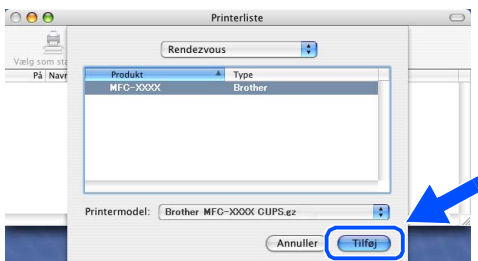 Printerliste
Rendezvous
Vælg som sta
På Navn
Produkt Type
MFC-XXXX Brother
Printermodel: Brother MFC-XXXX CUPS.gz
Annuller Tilføj